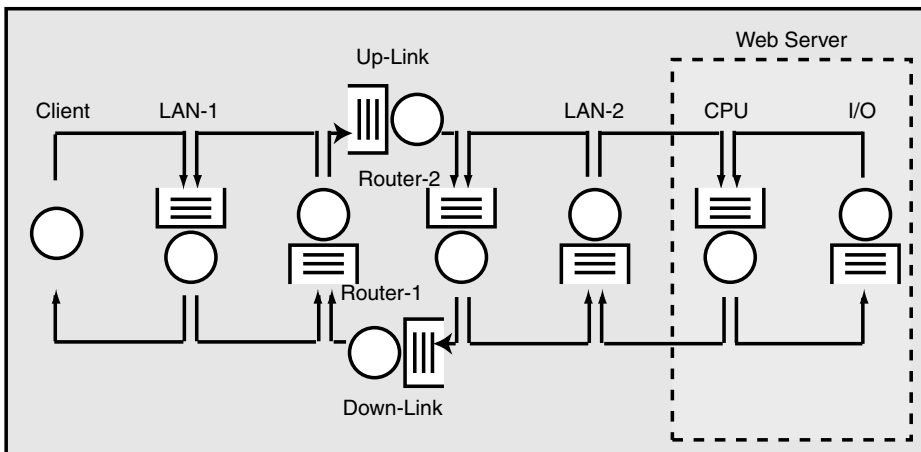 Web Server
Up-Link
Client
LAN-1
LAN-2
CPU
I/O
Router-2
Router-1
Down-Link